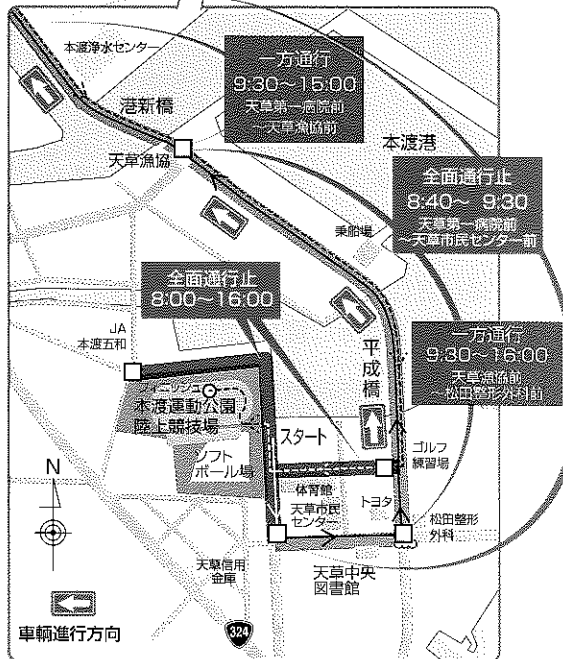 本渡浄水センター
一方通行
9:30～15:00
天草第一病院前
～天草漁協前
港新橋
本渡港
天草漁協
全面通行止
8:40～ 9:30
天草第一病院前
～天草市民センター前
乗船場
全面通行止
8:00～16:00
JA
本渡五和
一方通行
9:30～16:00
天草漁協前
～松田整形外科前
平成橋
フィニッシュ
本渡運動公園
陸上競技場
スタート
ソフト
ボール場
ゴルフ
練習場
N
体育館
天草市民
センター
トヨタ
松田整形
外科
天草信用
金庫
天草中央
図書館
車輌進行方向
324